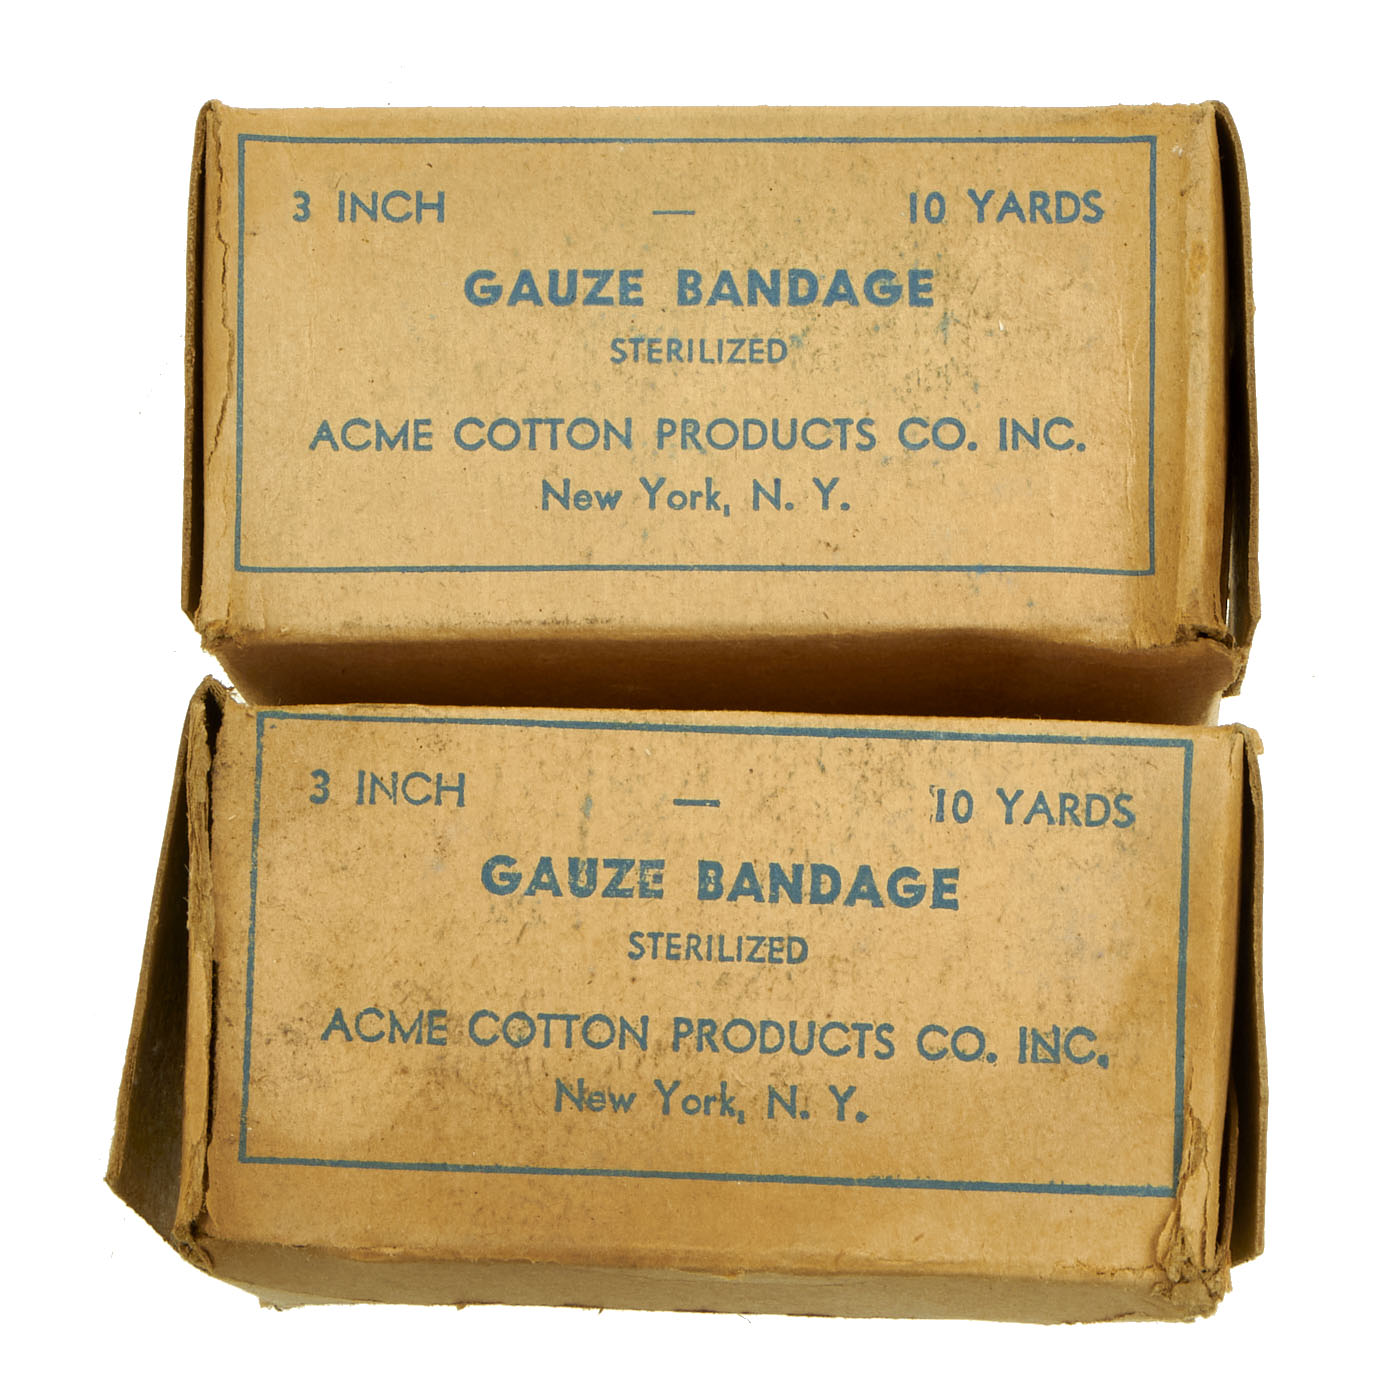 3 INCH — 10 YARDS
GAUZE BANDAGE
STERILIZED
ACME COTTON PRODUCTS CO. INC.
New York, N. Y.
3 INCH — 10 YARDS
GAUZE BANDAGE
STERILIZED
ACME COTTON PRODUCTS CO. INC.
New York, N. Y.